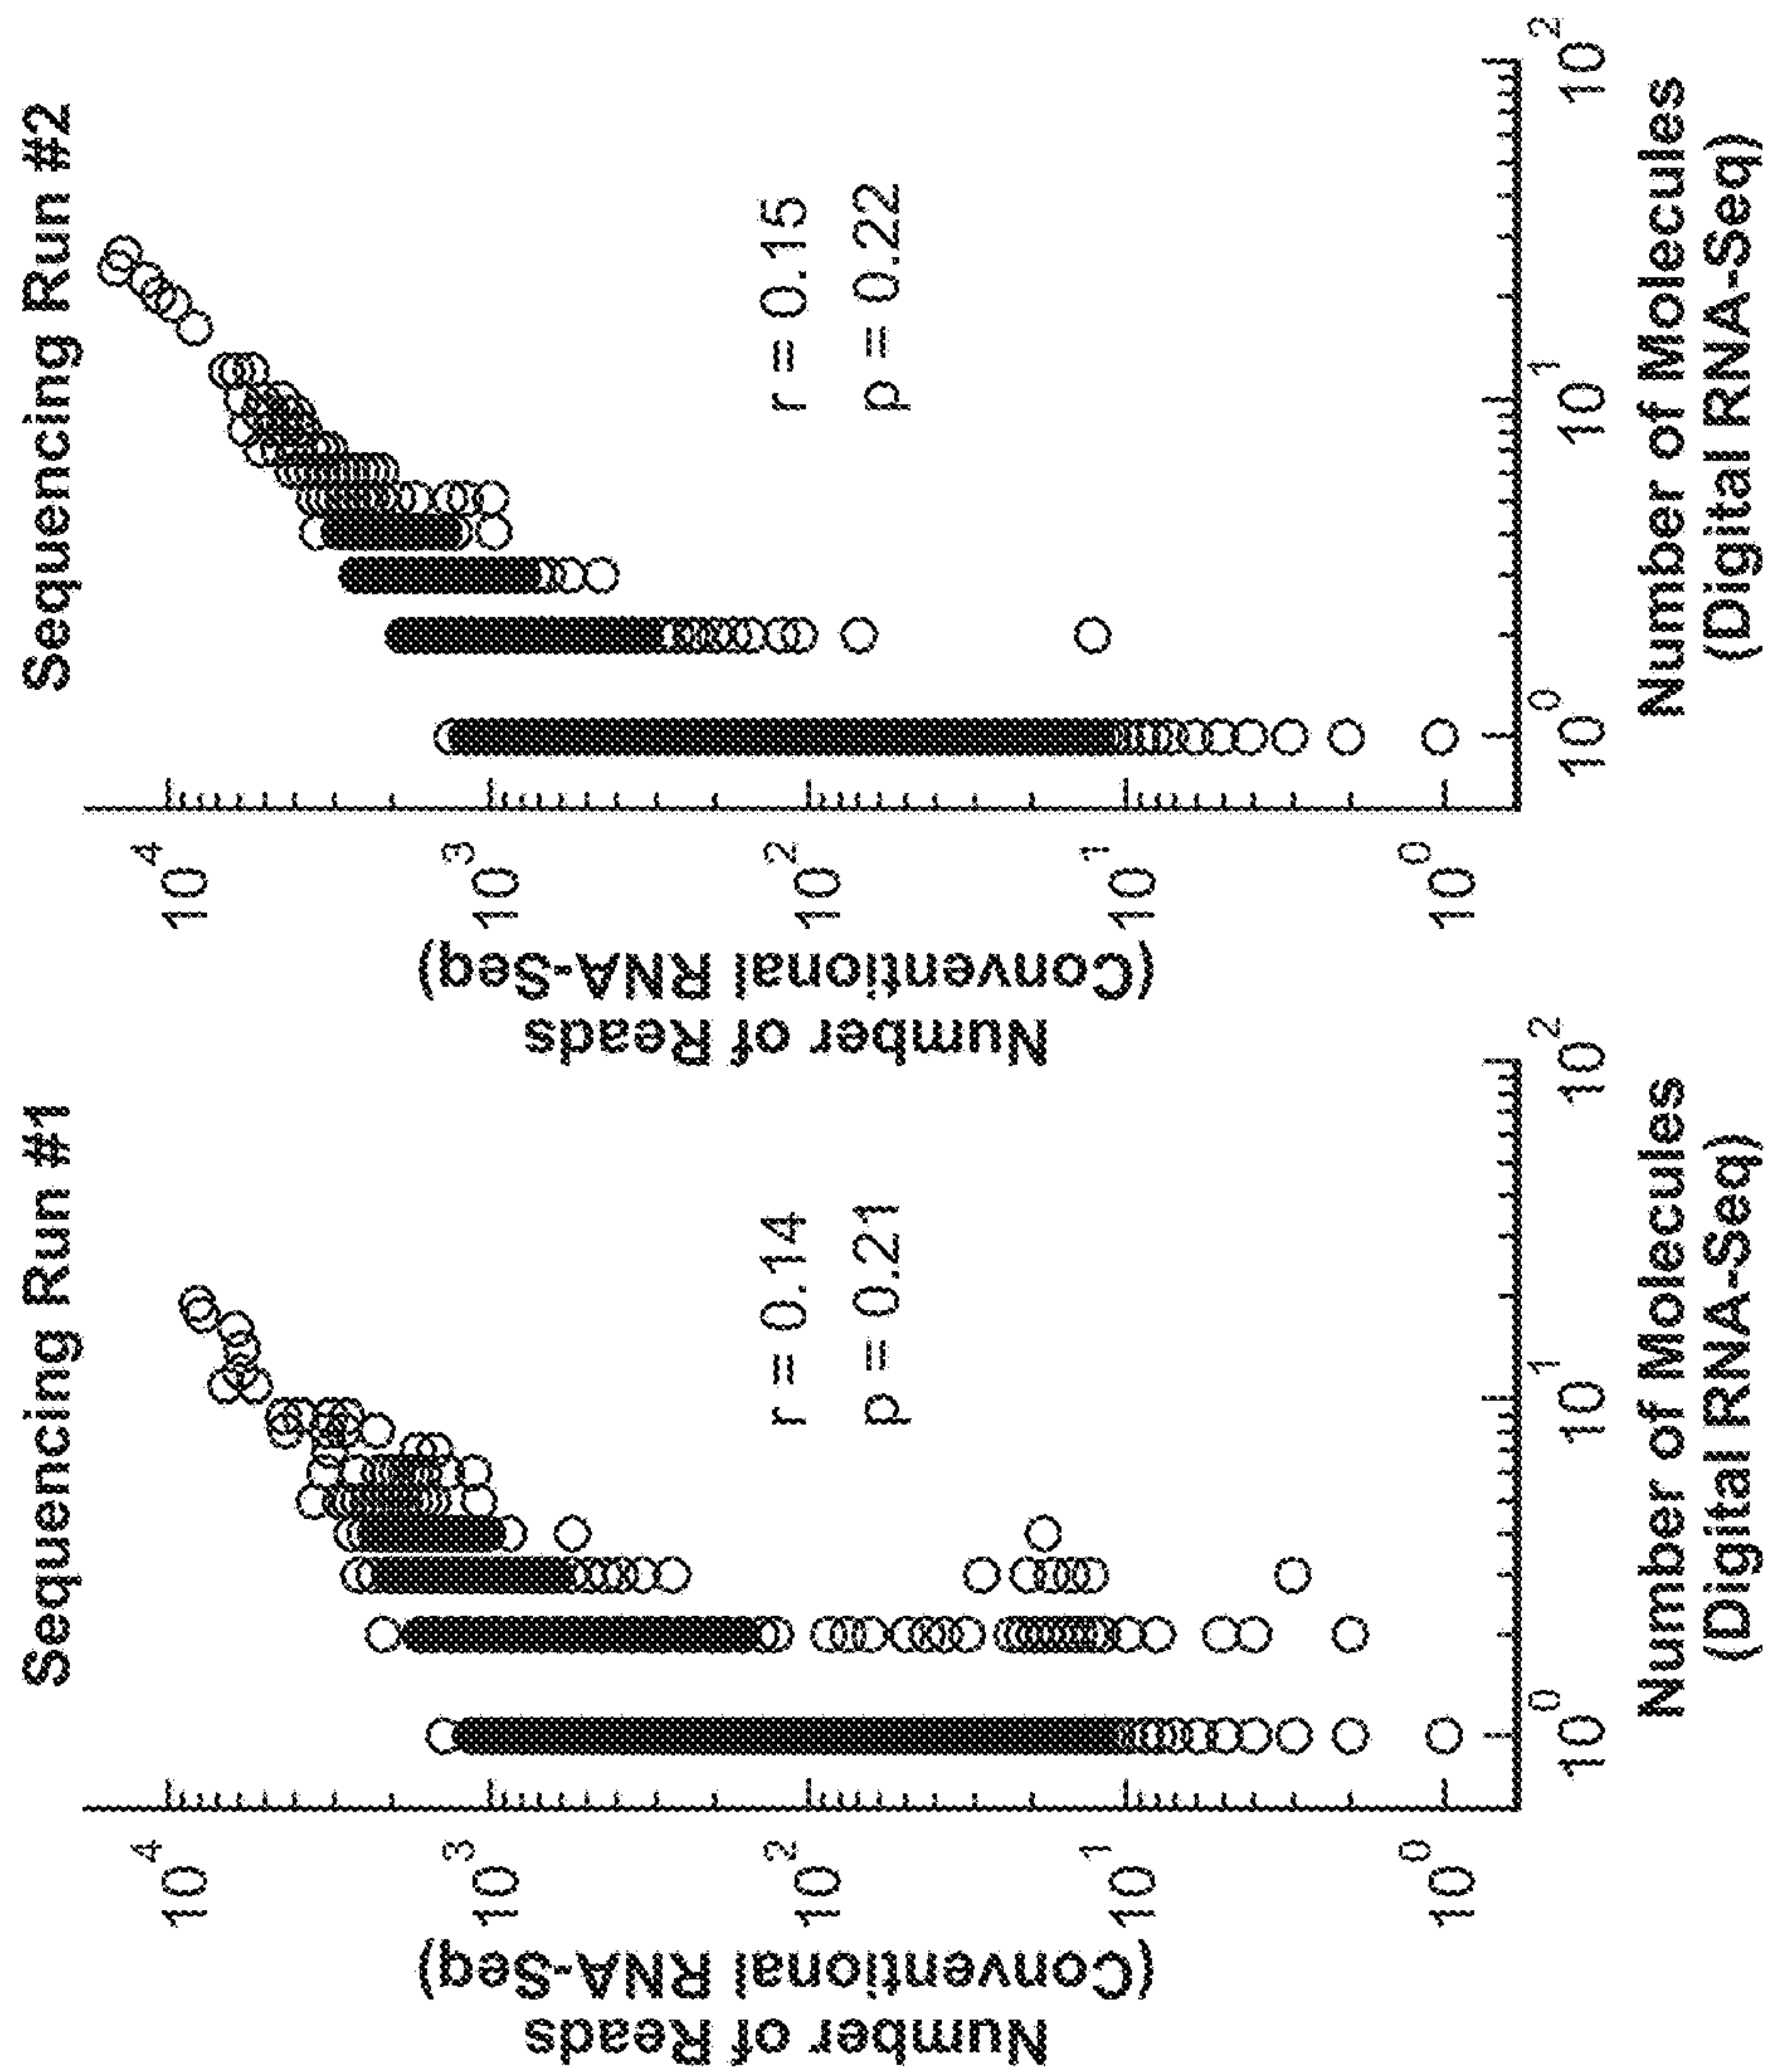 Sequencing Run #1
Number of Reads
(Conventional RNA-Seq)
10^4
10^3
10^2
10^1
10^0
r = 0.14
p = 0.21
10^0
10^1
10^2
Number of Molecules
(Digital RNA-Seq)
Sequencing Run #2
Number of Reads
(Conventional RNA-Seq)
10^4
10^3
10^2
10^1
10^0
r = 0.15
p = 0.22
10^0
10^1
10^2
Number of Molecules
(Digital RNA-Seq)